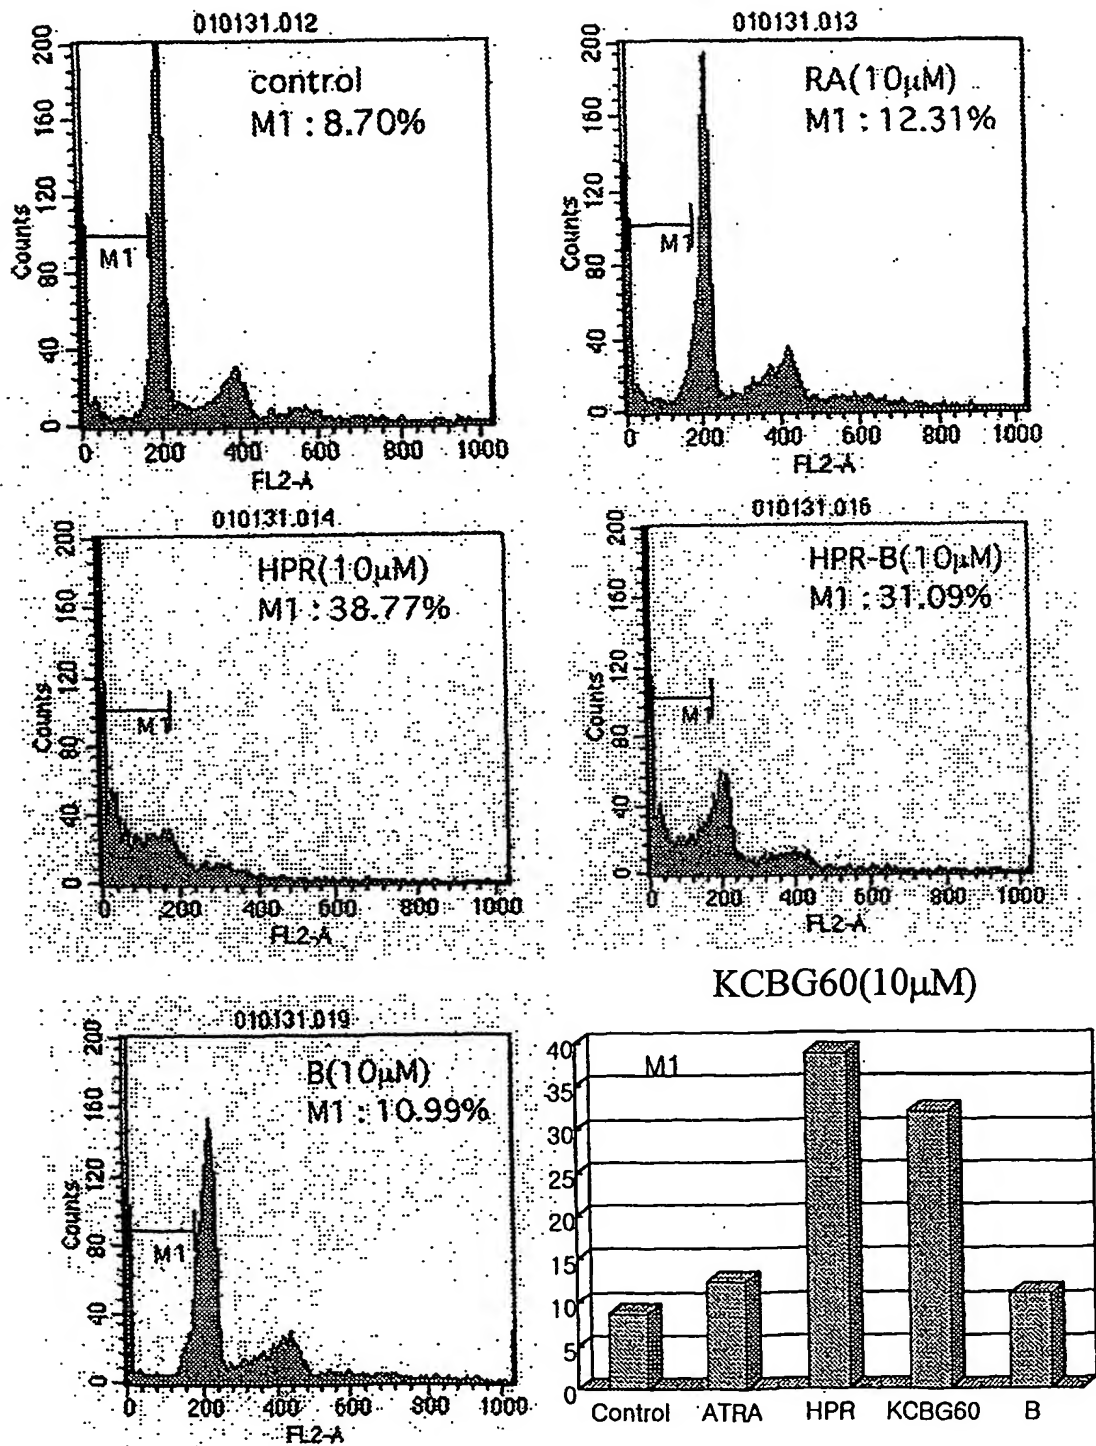 010131.012
200
160
120
80
40
0
Counts
control
M1 : 8.70%
M1
0 200 400 600 800 1000
FL2-A
010131.013
200
160
120
80
40
0
Counts
RA(10µM)
M1 : 12.31%
M1
0 200 400 600 800 1000
FL2-A
010131.014
200
160
120
80
40
0
Counts
HPR(10µM)
M1 : 38.77%
M1
0 200 400 600 800 1000
FL2-A
010131.016
200
160
120
80
40
0
Counts
HPR-B(10µM)
M1 : 31.09%
M1
0 200 400 600 800 1000
FL2-A
010131.019
200
160
120
80
40
0
Counts
B(10µM)
M1 : 10.99%
M1
0 200 400 600 800 1000
FL2-A
KCBG60(10µM)
M1
40
35
30
25
20
15
10
5
0
Control ATRA HPR KCBG60 B